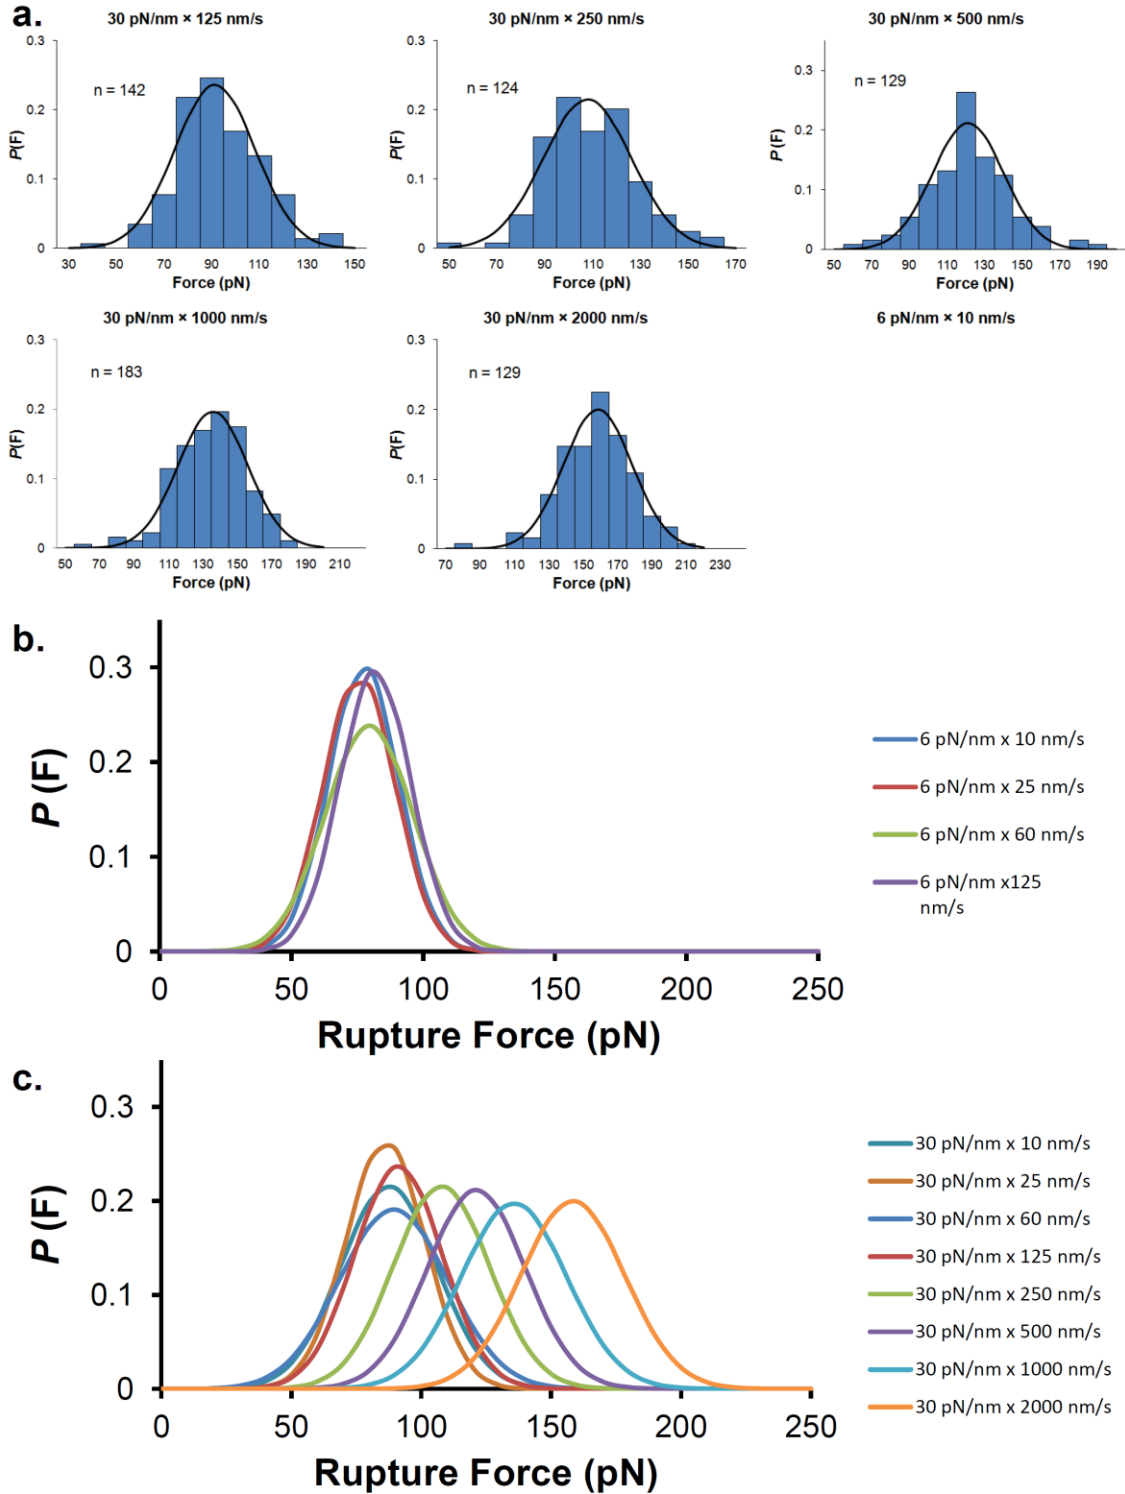 a.
30 pN/nm × 125 nm/s
30 pN/nm × 250 nm/s
30 pN/nm × 500 nm/s
0.3
0.2
0.1
0
P(F)
n = 142
30 50 70 90 110 130 150
Force (pN)
0.3
0.2
0.1
0
P(F)
n = 124
50 70 90 110 130 150 170
Force (pN)
0.3
0.2
0.1
0
P(F)
n = 129
50 70 90 110 130 150 170 190
Force (pN)
30 pN/nm × 1000 nm/s
30 pN/nm × 2000 nm/s
6 pN/nm × 10 nm/s
0.3
0.2
0.1
0
P(F)
n = 183
50 70 90 110 130 150 170 190 210
Force (pN)
0.3
0.2
0.1
0
P(F)
n = 129
70 90 110 130 150 170 190 210 230
Force (pN)
b.
0.3
0.2
0.1
0
P (F)
0 50 100 150 200 250
Rupture Force (pN)
6 pN/nm x 10 nm/s
6 pN/nm x 25 nm/s
6 pN/nm x 60 nm/s
6 pN/nm x125
nm/s
c.
0.3
0.2
0.1
0
P (F)
0 50 100 150 200 250
Rupture Force (pN)
30 pN/nm x 10 nm/s
30 pN/nm x 25 nm/s
30 pN/nm x 60 nm/s
30 pN/nm x 125 nm/s
30 pN/nm x 250 nm/s
30 pN/nm x 500 nm/s
30 pN/nm x 1000 nm/s
30 pN/nm x 2000 nm/s